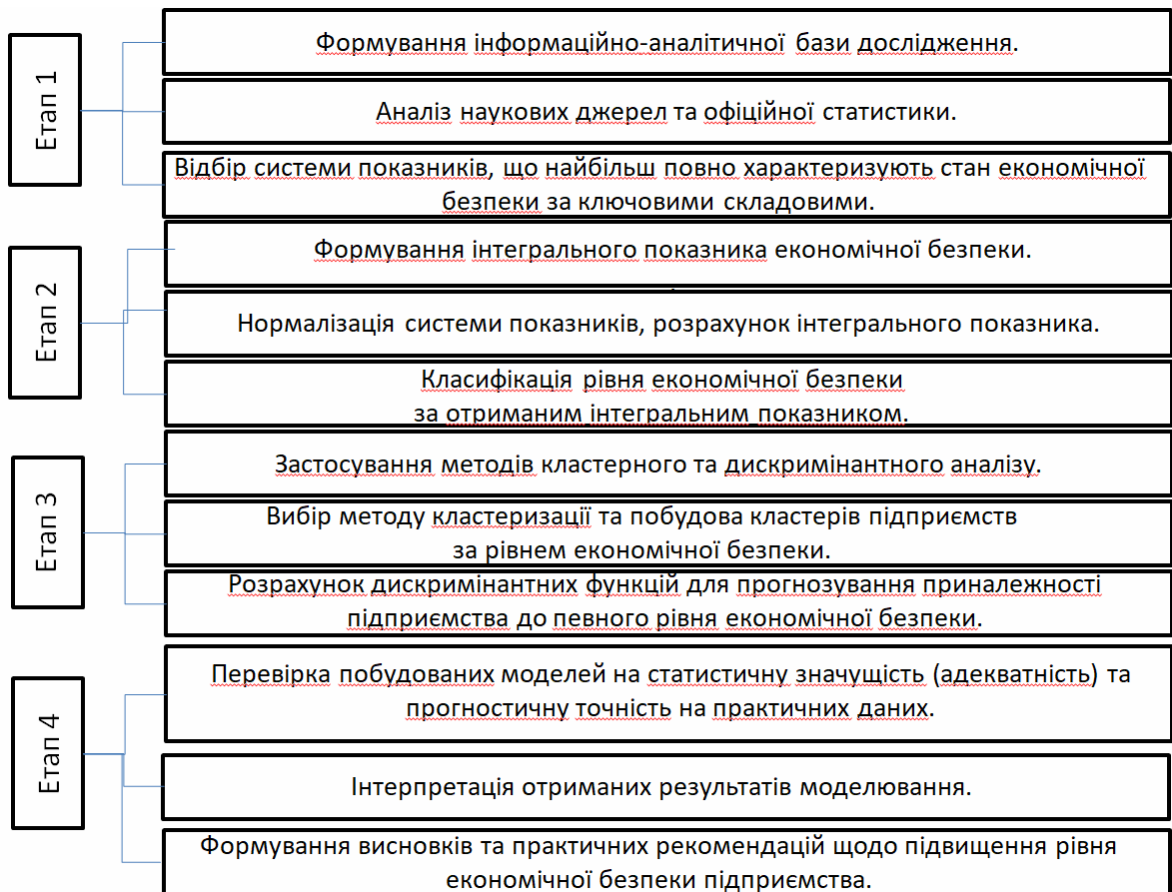 Етап 1
Формування інформаційно-аналітичної бази дослідження.
Аналіз наукових джерел та офіційної статистики.
Відбір системи показників, що найбільш повно характеризують стан економічної
безпеки за ключовими складовими.
Етап 2
Формування інтегрального показника економічної безпеки.
Нормалізація системи показників, розрахунок інтегрального показника.
Класифікація рівня економічної безпеки
за отриманим інтегральним показником.
Етап 3
Застосування методів кластерного та дискримінантного аналізу.
Вибір методу кластеризації та побудова кластерів підприємств
за рівнем економічної безпеки.
Розрахунок дискримінантних функцій для прогнозування приналежності
підприємства до певного рівня економічної безпеки.
Етап 4
Перевірка побудованих моделей на статистичну значущість (адекватність) та
прогностичну точність на практичних даних.
Інтерпретація отриманих результатів моделювання.
Формування висновків та практичних рекомендацій щодо підвищення рівня
економічної безпеки підприємства.